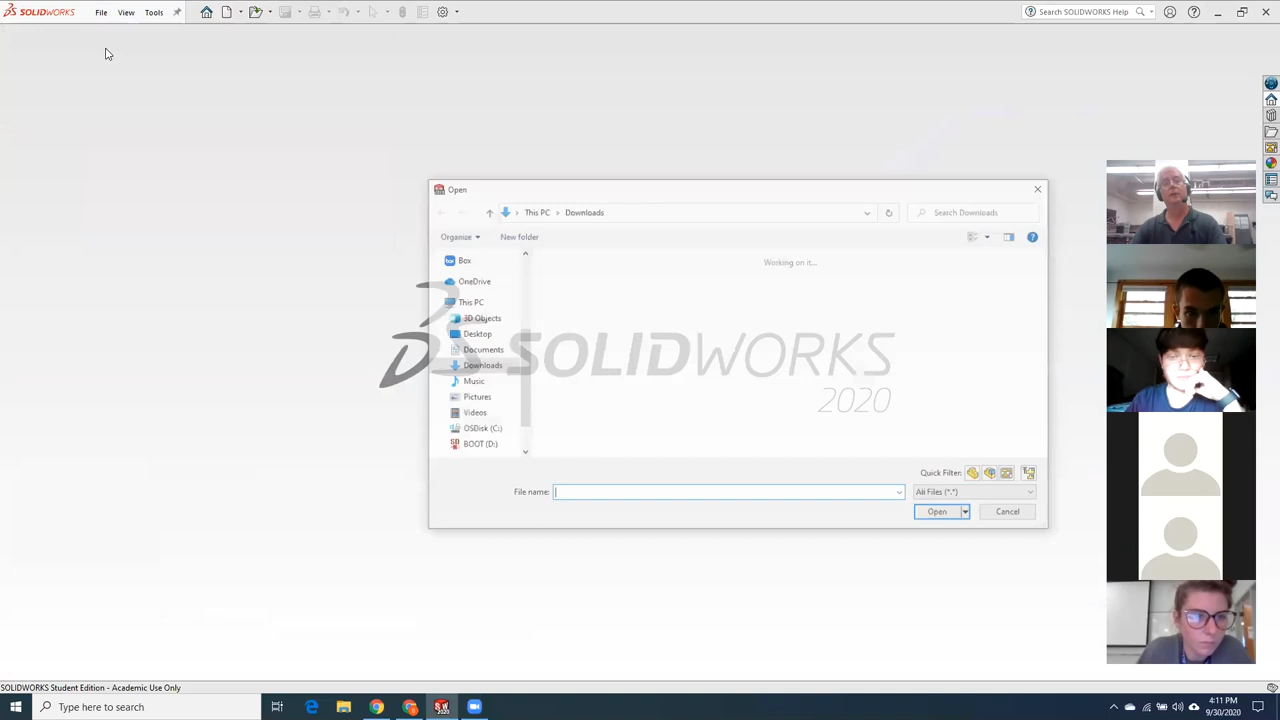 SOLIDWORKS File View Tools Search SOLIDWORKS Help
Open
This PC > Downloads Search Downloads
Organise New folder
Box
Working on it...
OneDrive
This PC
3D Objects
Desktop
Documents
Downloads
Music
Pictures
Videos
OSDisk (C:)
BOOT (D:)
SOLIDWORKS
2020
Quick Filter:
File name: All Files (*.*)
Open Cancel
SOLIDWORKS Student Edition - Academic Use Only
Type here to search
4:11 PM
9/30/2020